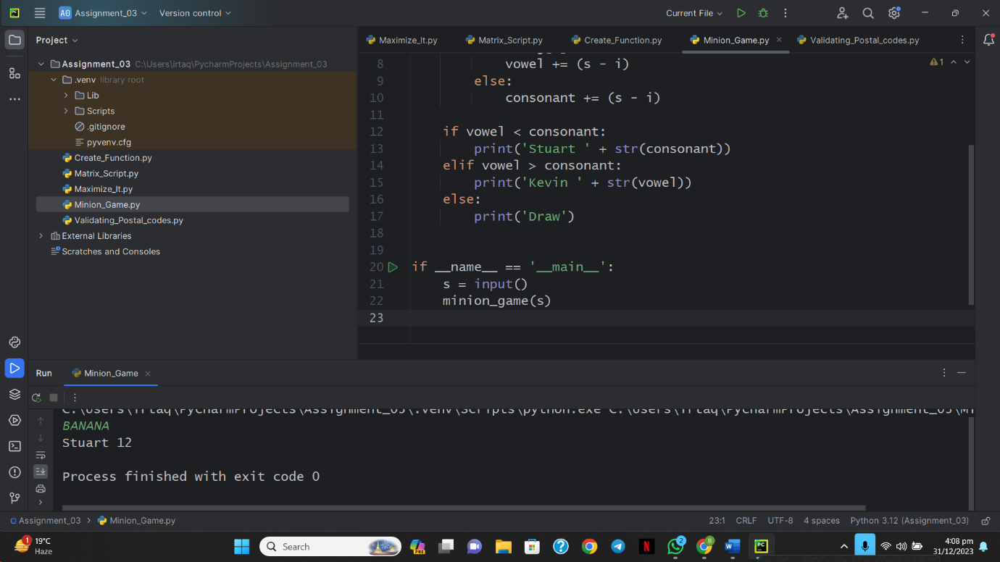 PC
AO Assignment_03
Version control
Current File
Project
Assignment_03 C:\Users\irtaq\PycharmProjects\Assignment_03
.venv library root
Lib
Scripts
.gitignore
pyvenv.cfg
Create_Function.py
Matrix_Script.py
Maximize_It.py
Minion_Game.py
Validating_Postal_codes.py
External Libraries
Scratches and Consoles
Maximize_It.py
Matrix_Script.py
Create_Function.py
Minion_Game.py
Validating_Postal_codes.py
1
8 vowel += (s - i)
9 else:
10 consonant += (s - i)
11
12 if vowel < consonant:
13 print('Stuart ' + str(consonant))
14 elif vowel > consonant:
15 print('Kevin ' + str(vowel))
16 else:
17 print('Draw')
18
19
20 if __name__ == '__main__':
21 s = input()
22 minion_game(s)
23
Run
Minion_Game
C:\Users\irtaq\PycharmProjects\Assignment_03\.venv\Scripts\python.exe C:\Users\irtaq\PycharmProjects\Assignment_03\Mi
BANANA
Stuart 12
Process finished with exit code 0
Assignment_03 > Minion_Game.py
23:1 CRLF UTF-8 4 spaces Python 3.12 (Assignment_03)
1
19°C
Haze
Search
PRE
N
2
8
W
PC
4:08 pm
31/12/2023